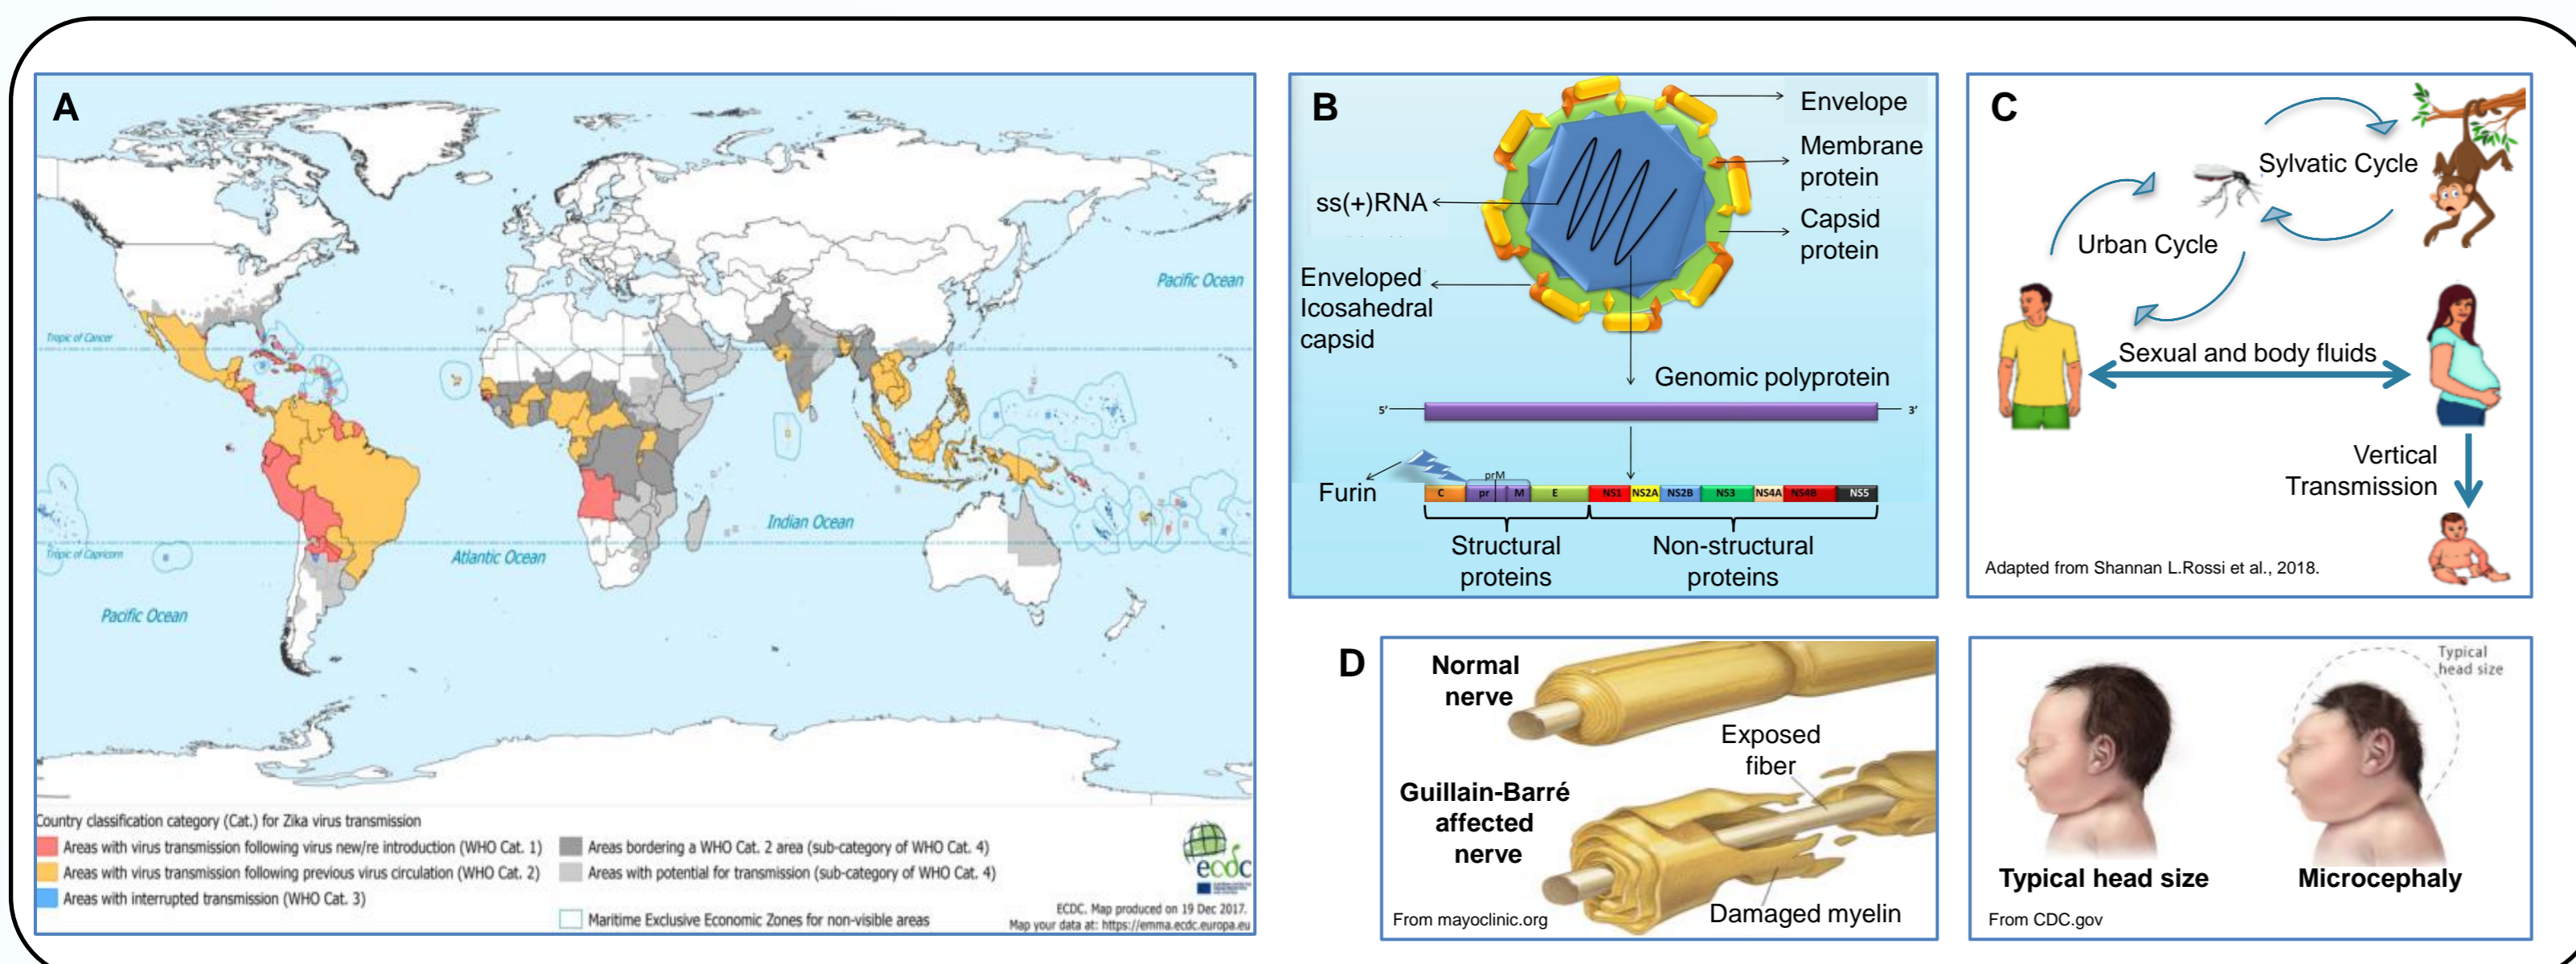 A
Pacific Ocean
Tropic of Cancer
Indian Ocean
Atlantic Ocean
Tropic of Capricorn
Pacific Ocean
Country classification category (Cat.) for Zika virus transmission
Areas with virus transmission following virus new/re introduction (WHO Cat. 1)
Areas with virus transmission following previous virus circulation (WHO Cat. 2)
Areas with interrupted transmission (WHO Cat. 3)
Areas bordering a WHO Cat. 2 area (sub-category of WHO Cat. 4)
Areas with potential for transmission (sub-category of WHO Cat. 4)
Maritime Exclusive Economic Zones for non-visible areas
ecdc
ECDC. Map produced on 19 Dec 2017.
Map your data at: https://emma.ecdc.europa.eu
B
Envelope
Membrane
protein
ss(+)RNA
Capsid
protein
Enveloped
Icosahedral
capsid
Genomic polyprotein
5' 3'
Furin
prM
C pr M E NS1 NS2A NS2B NS3 NS4A NS4B NS5
Structural
proteins
Non-structural
proteins
C
Sylvatic Cycle
Urban Cycle
Sexual and body fluids
Vertical
Transmission
Adapted from Shannan L.Rossi et al., 2018.
D
Normal
nerve
Exposed
fiber
Guillain-Barré
affected
nerve
Damaged myelin
From mayoclinic.org
Typical
head size
Typical head size
Microcephaly
From CDC.gov